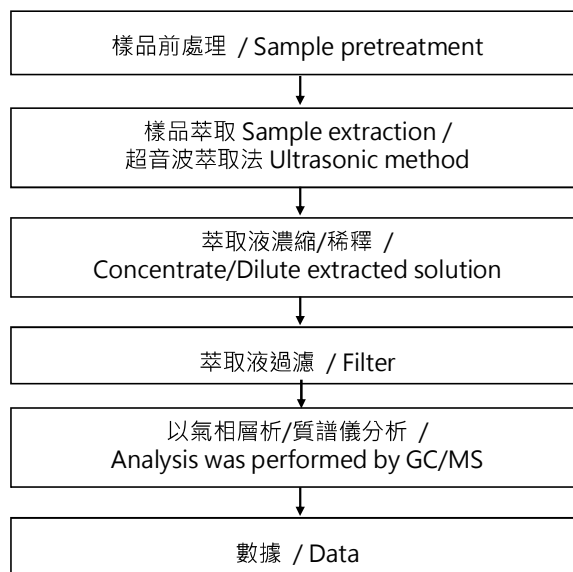 樣品前處理 / Sample pretreatment
樣品萃取 Sample extraction /
超音波萃取法 Ultrasonic method
萃取液濃縮/稀釋 /
Concentrate/Dilute extracted solution
萃取液過濾 / Filter
以氣相層析/質譜儀分析 /
Analysis was performed by GC/MS
數據 / Data